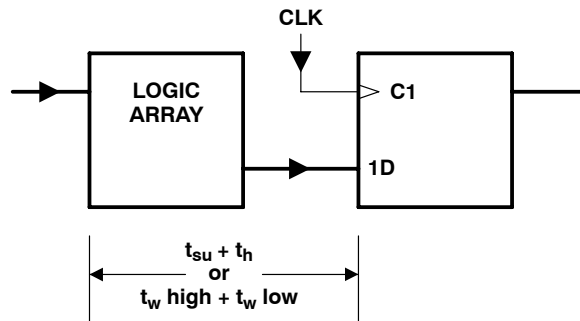 CLK
LOGIC
ARRAY
C1
1D
tsu + th
or
tw high + tw low